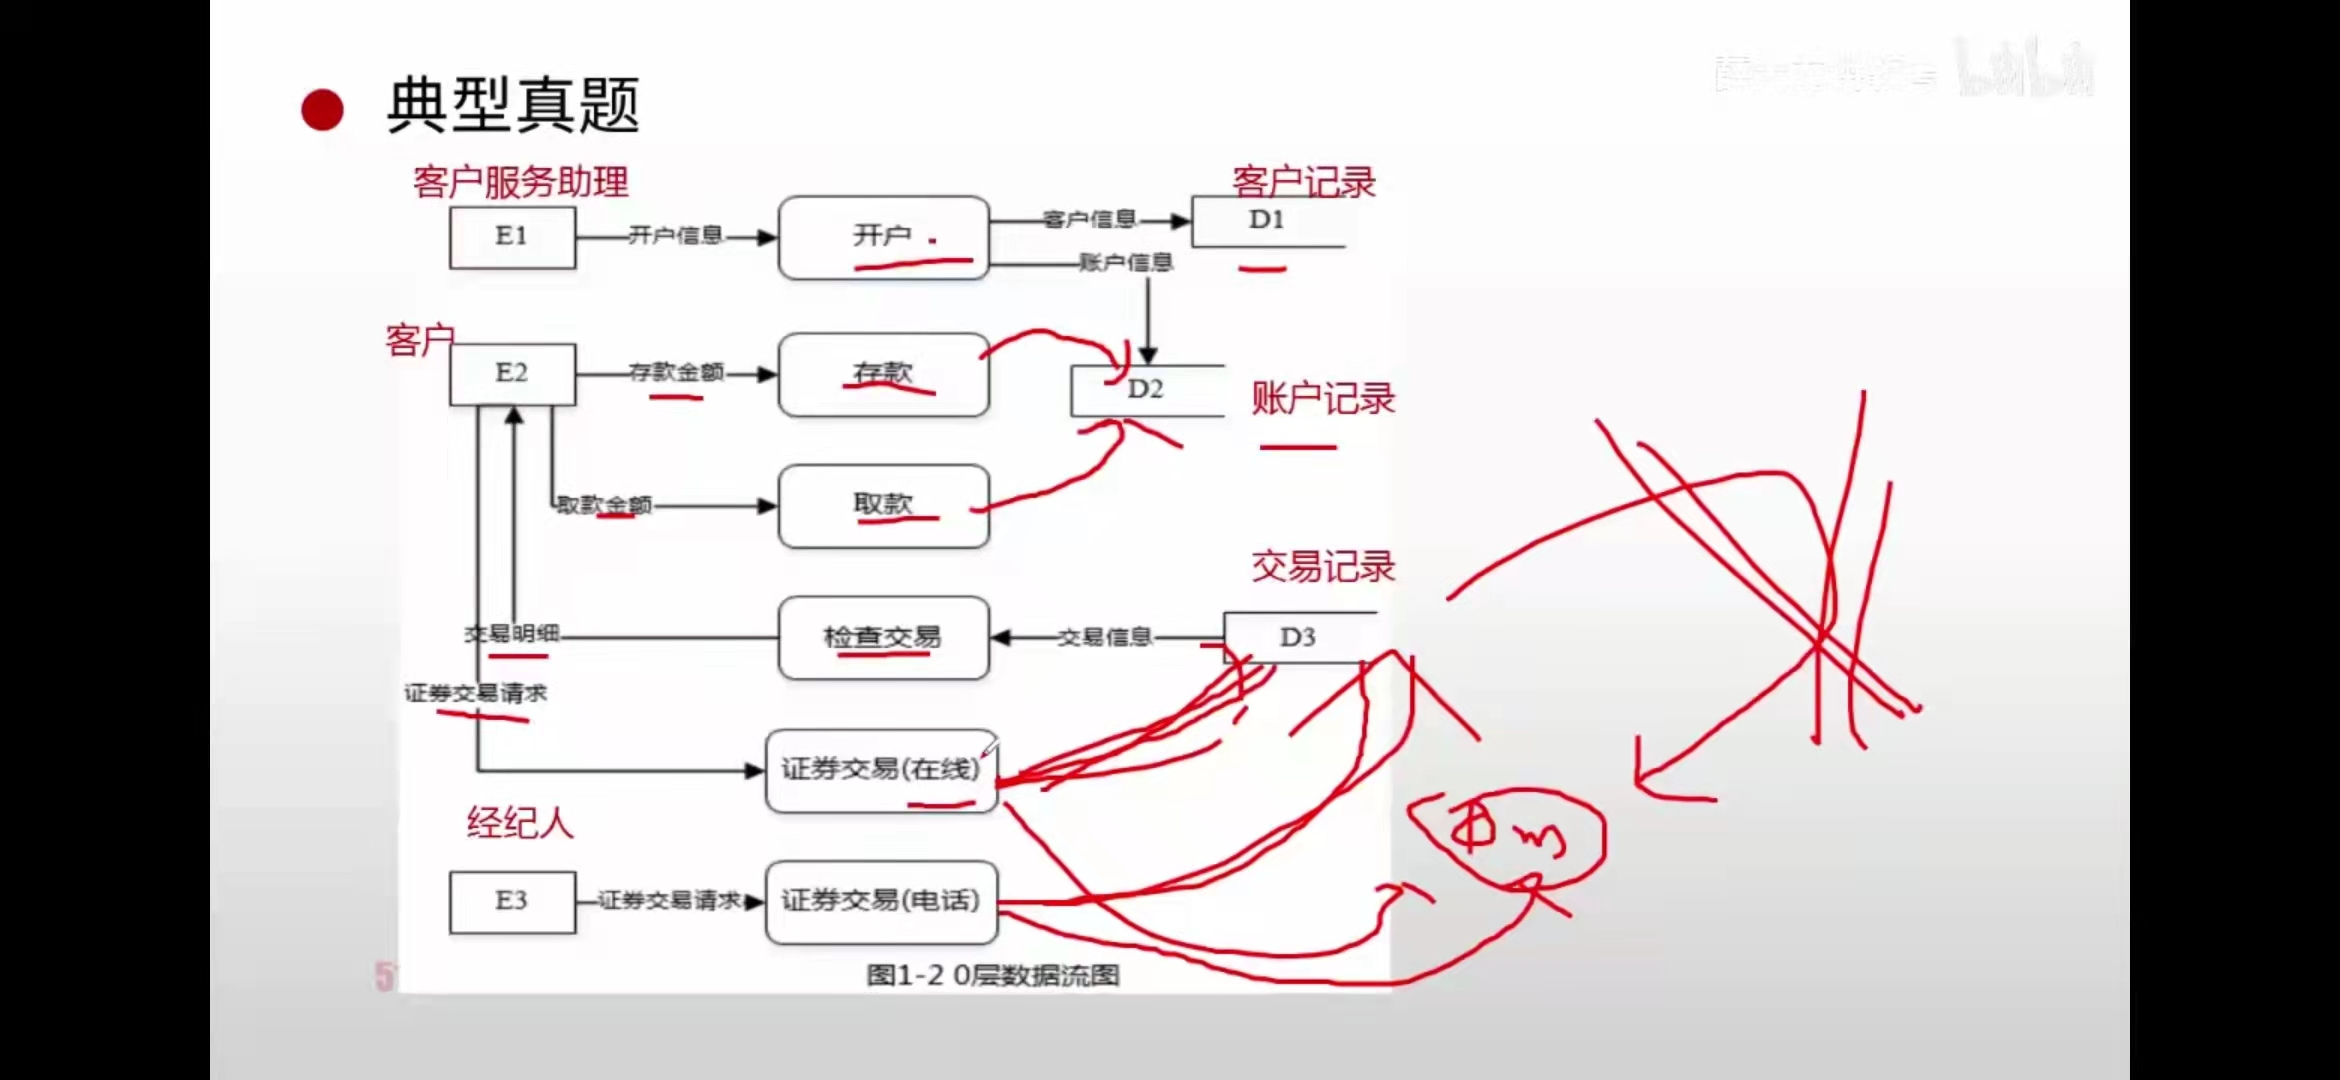 典型真题
客户服务助理
客户记录
E1
开户信息
开户
客户信息
D1
账户信息
客户
E2
存款金额
存款
D2
账户记录
取款金额
取款
交易记录
交易明细
检查交易
交易信息
D3
证券交易请求
证券交易(在线)
经纪人
E3
证券交易请求
证券交易(电话)
图1-2 0层数据流图
5